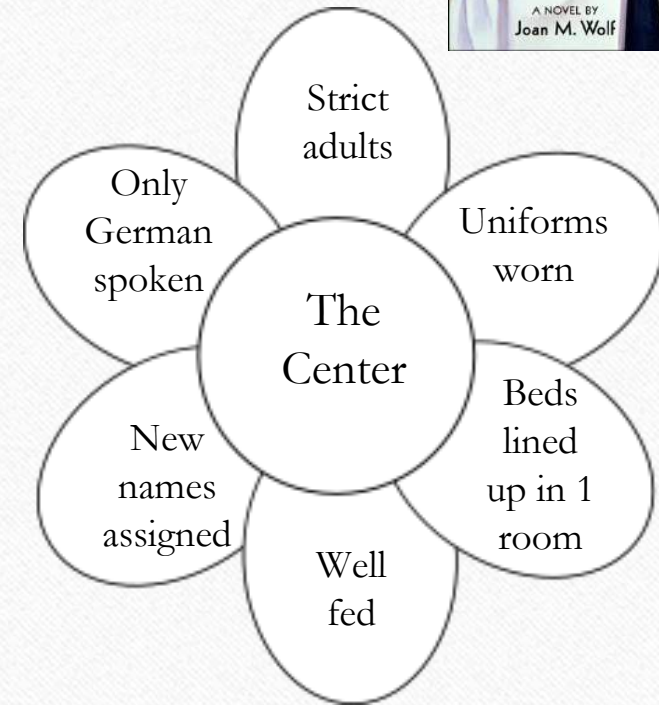 A NOVEL BY
Joan M. Wolf
Strict
adults
Only
German
spoken
Uniforms
worn
The
Center
New
names
assigned
Beds
lined
up in 1
room
Well
fed